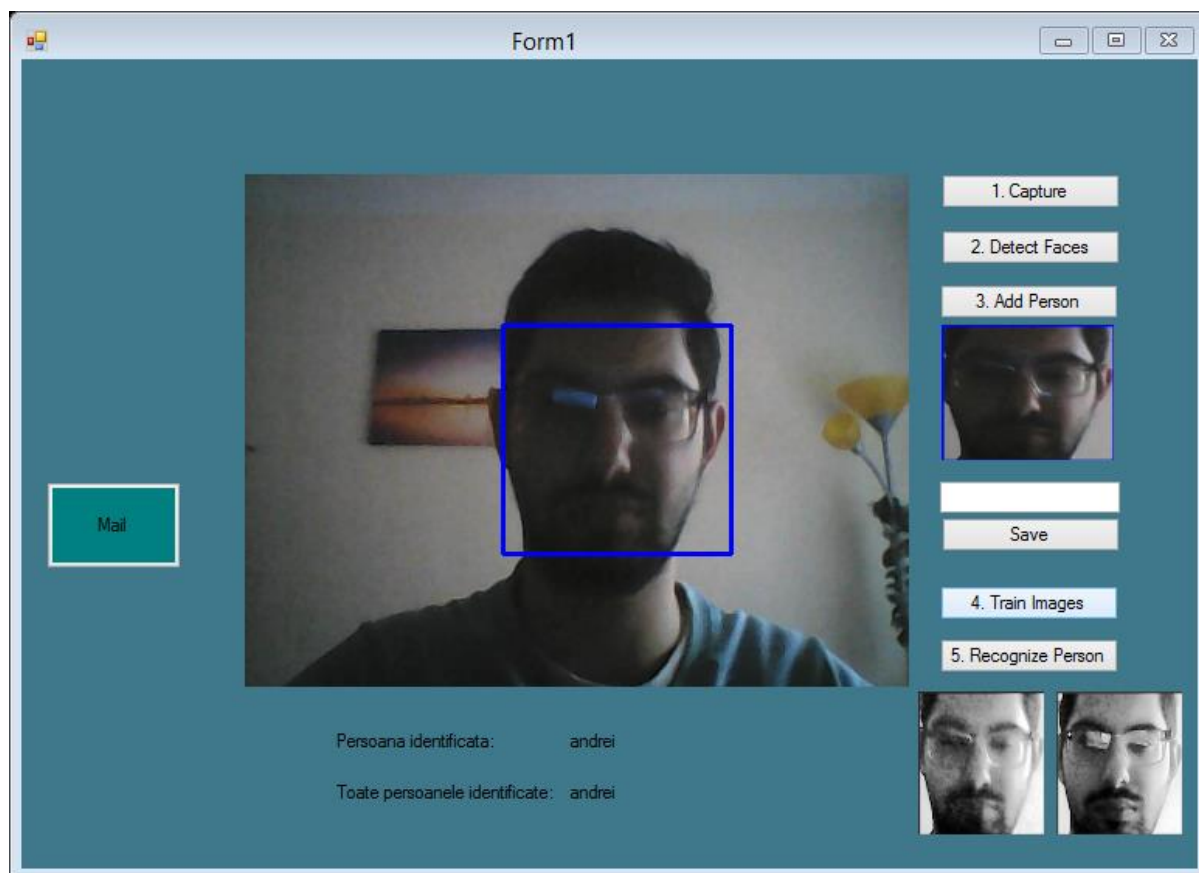 Form1
1. Capture
2. Detect Faces
3. Add Person
Mail
Save
4. Train Images
5. Recognize Person
Persoana identificata: andrei
Toate persoanele identificate: andrei